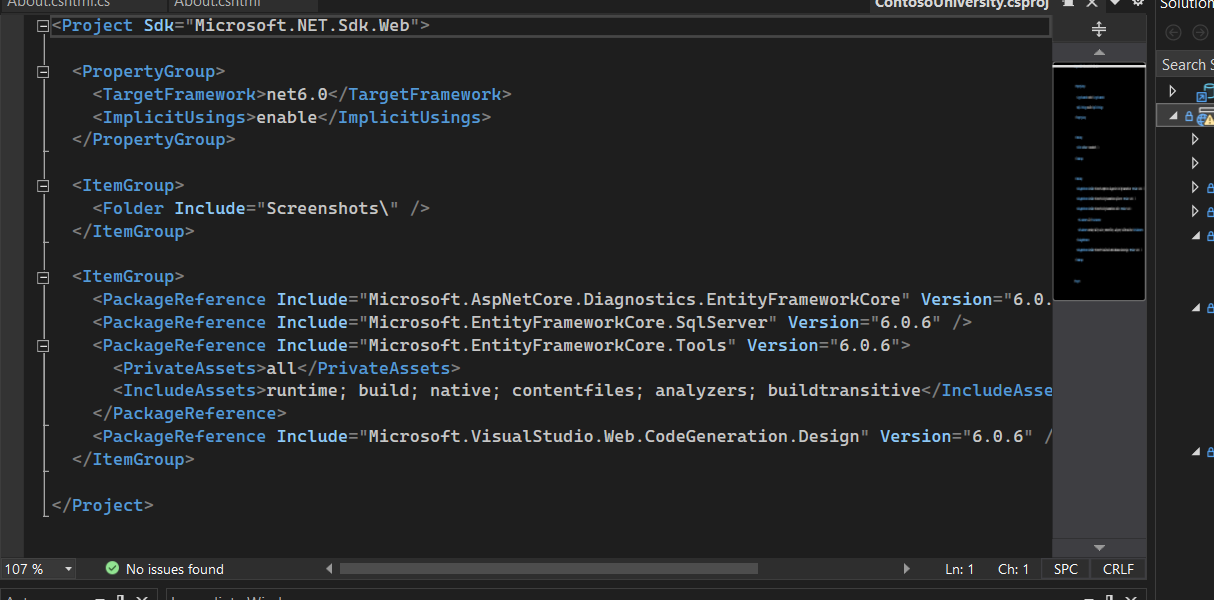 About.cshtml.cs
About.cshtml
ContosoUniversity.csproj
<Project Sdk="Microsoft.NET.Sdk.Web">
<PropertyGroup>
<TargetFramework>net6.0</TargetFramework>
<ImplicitUsings>enable</ImplicitUsings>
</PropertyGroup>
<ItemGroup>
<Folder Include="Screenshots\" />
</ItemGroup>
<ItemGroup>
<PackageReference Include="Microsoft.AspNetCore.Diagnostics.EntityFrameworkCore" Version="6.0.
<PackageReference Include="Microsoft.EntityFrameworkCore.SqlServer" Version="6.0.6" />
<PackageReference Include="Microsoft.EntityFrameworkCore.Tools" Version="6.0.6">
<PrivateAssets>all</PrivateAssets>
<IncludeAssets>runtime; build; native; contentfiles; analyzers; buildtransitive</IncludeAsse
</PackageReference>
<PackageReference Include="Microsoft.VisualStudio.Web.CodeGeneration.Design" Version="6.0.6" /
</ItemGroup>
</Project>
107 %
No issues found
Ln: 1
Ch: 1
SPC
CRLF
Solution
Search S